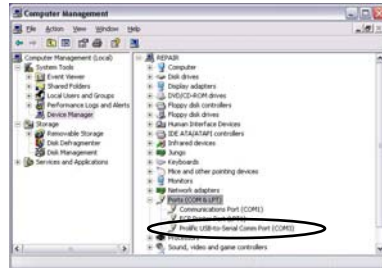 Computer Management
File Action View Window Help
Computer Management (Local)
System Tools
Event Viewer
Shared Folders
Local Users and Groups
Performance Logs and Alerts
Device Manager
Storage
Removable Storage
Disk Defragmenter
Disk Management
Services and Applications
REPAIR
Computer
Disk drives
Display adapters
DVD/CD-ROM drives
Floppy disk controllers
Floppy disk drives
Human Interface Devices
IDE ATA/ATAPI controllers
Infrared devices
Jungo
Keyboards
Mice and other pointing devices
Monitors
Network adapters
Ports (COM & LPT)
Communications Port (COM1)
Prolific USB-to-Serial Comm Port (COM3)
Sound, video and game controllers